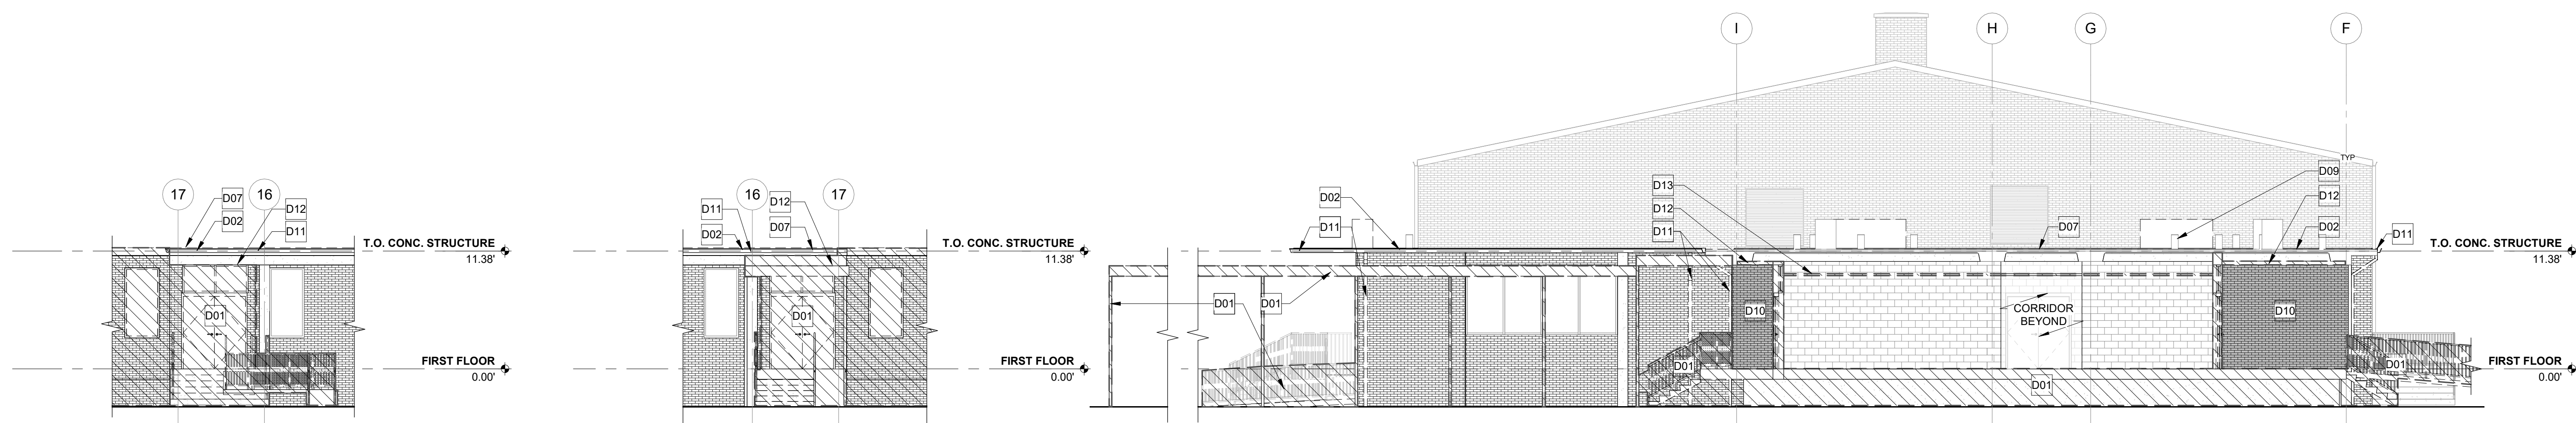 17
16
D07
D02
D12
D11
D01
T.O. CONC. STRUCTURE
11.38'
FIRST FLOOR
0.00'
16
17
D11
D02
D12
D07
D01
T.O. CONC. STRUCTURE
11.38'
FIRST FLOOR
0.00'
I
H
G
F
TYP
D02
D11
D13
D12
D11
D07
D09
D12
D02
D11
D01
D01
D10
CORRIDOR
BEYOND
D10
D01
D01
D01
T.O. CONC. STRUCTURE
11.38'
FIRST FLOOR
0.00'